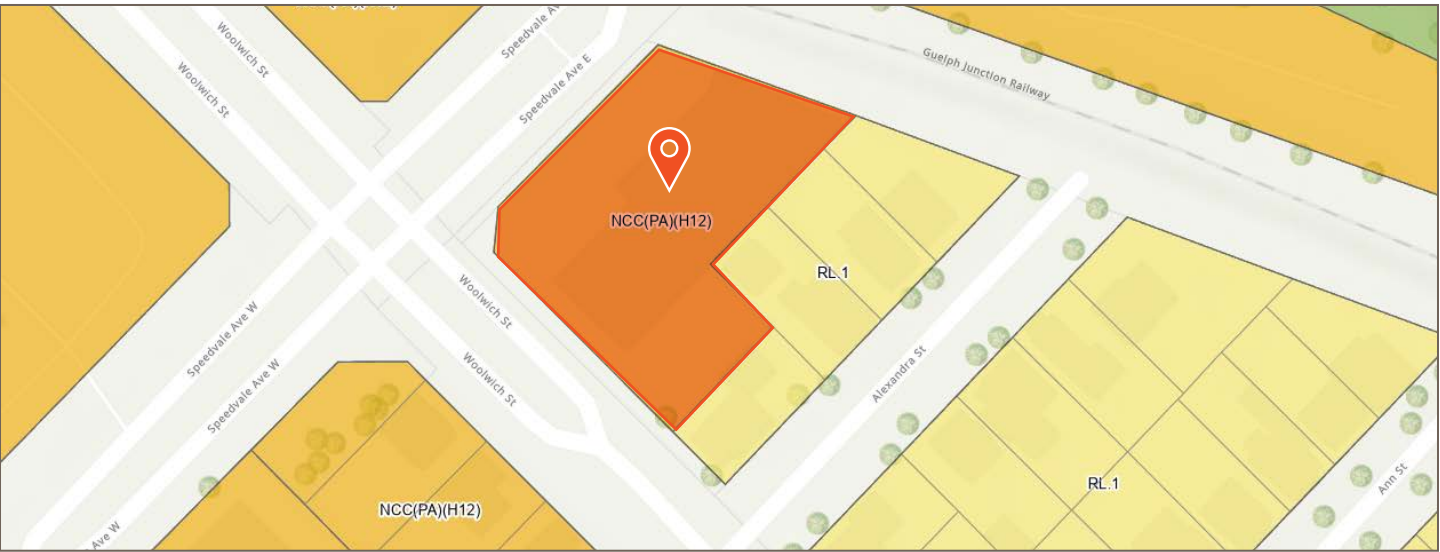 Woolwich St
Speedvale Av
Woolwich St
Speedvale Ave E
Guelph Junction Railway
NCC(PA)(H12)
RL.1
Woolwich St
Speedvale Ave W
Woolwich St
Alexandra St
Speedvale Ave W
RL.1
Ann St
NCC(PA)(H12)
Ave W